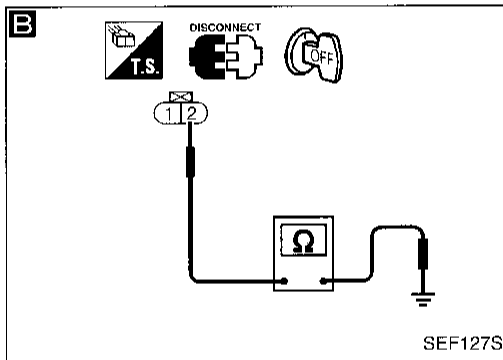 B
T.S.
DISCONNECT
OFF
1 2
Ω
SEF127S